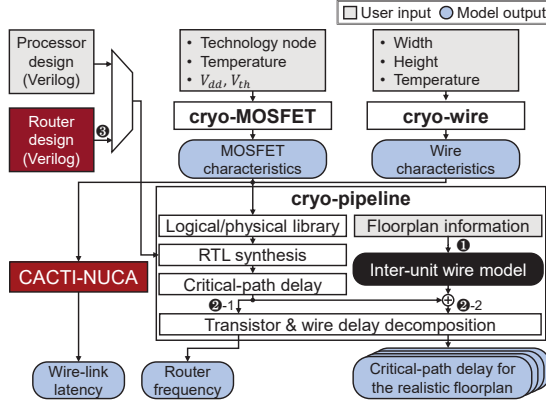 User input
Model output
Processor
design
(Verilog)
• Technology node
• Temperature
• Vdd, Vth
• Width
• Height
• Temperature
Router
design
(Verilog)
❸
cryo-MOSFET
cryo-wire
MOSFET
characteristics
Wire
characteristics
cryo-pipeline
Logical/physical library
Floorplan information
RTL synthesis
❶
CACTI-NUCA
Inter-unit wire model
Critical-path delay
❷-1
❷-2
Transistor & wire delay decomposition
Wire-link
latency
Router
frequency
Critical-path delay for
the realistic floorplan